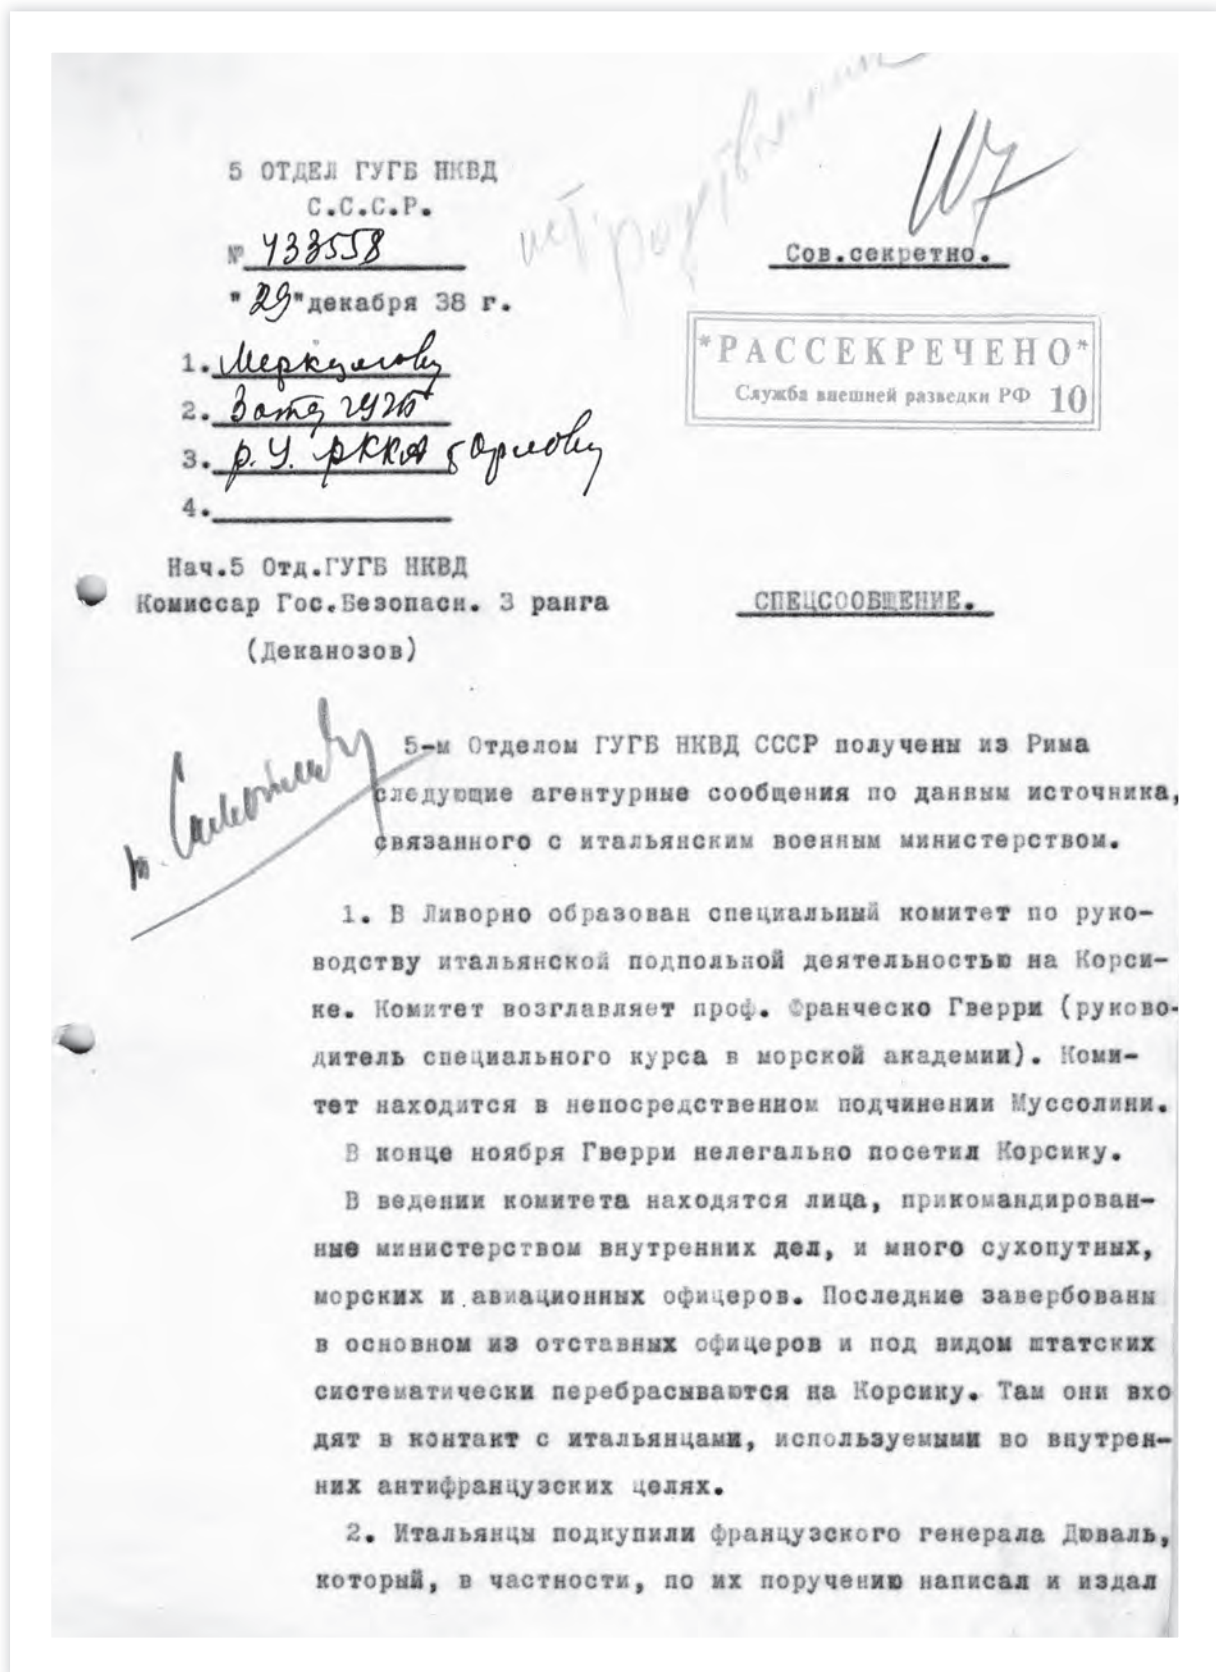 5 ОТДЕЛ ГУГБ НКВД
С.С.С.Р.
№ 433558
Сов.секретно.
"29" декабря 38 г.
*РАССЕКРЕЧЕНО*
Служба внешней разведки РФ 10
1. Меркулову
2. 3 отд ГУГБ
3. Р.У. РККА т Орлову
4.
Нач.5 Отд.ГУГБ НКВД
Комиссар Гос.Безопасн. 3 ранга
СПЕЦСООБЩЕНИЕ.
(Деканозов)
5-м Отделом ГУГБ НКВД СССР получены из Рима
следующие агентурные сообщения по данным источника,
связанного с итальянским военным министерством.
1. В Ливорно образован специальный комитет по руко-
водству итальянской подпольной деятельностью на Корси-
ке. Комитет возглавляет проф. Франческо Гверри (руково-
дитель специального курса в морской академии). Коми-
тет находится в непосредственном подчинении Муссолини.
В конце ноября Гверри нелегально посетил Корсику.
В ведении комитета находятся лица, прикомандирован-
ные министерством внутренних дел, и много сухопутных,
морских и авиационных офицеров. Последние завербованы
в основном из отставных офицеров и под видом штатских
систематически перебрасываются на Корсику. Там они вхо
дят в контакт с итальянцами, используемыми во внутрен-
них антифранцузских целях.
2. Итальянцы подкупили французского генерала Дюваль,
который, в частности, по их поручению написал и издал